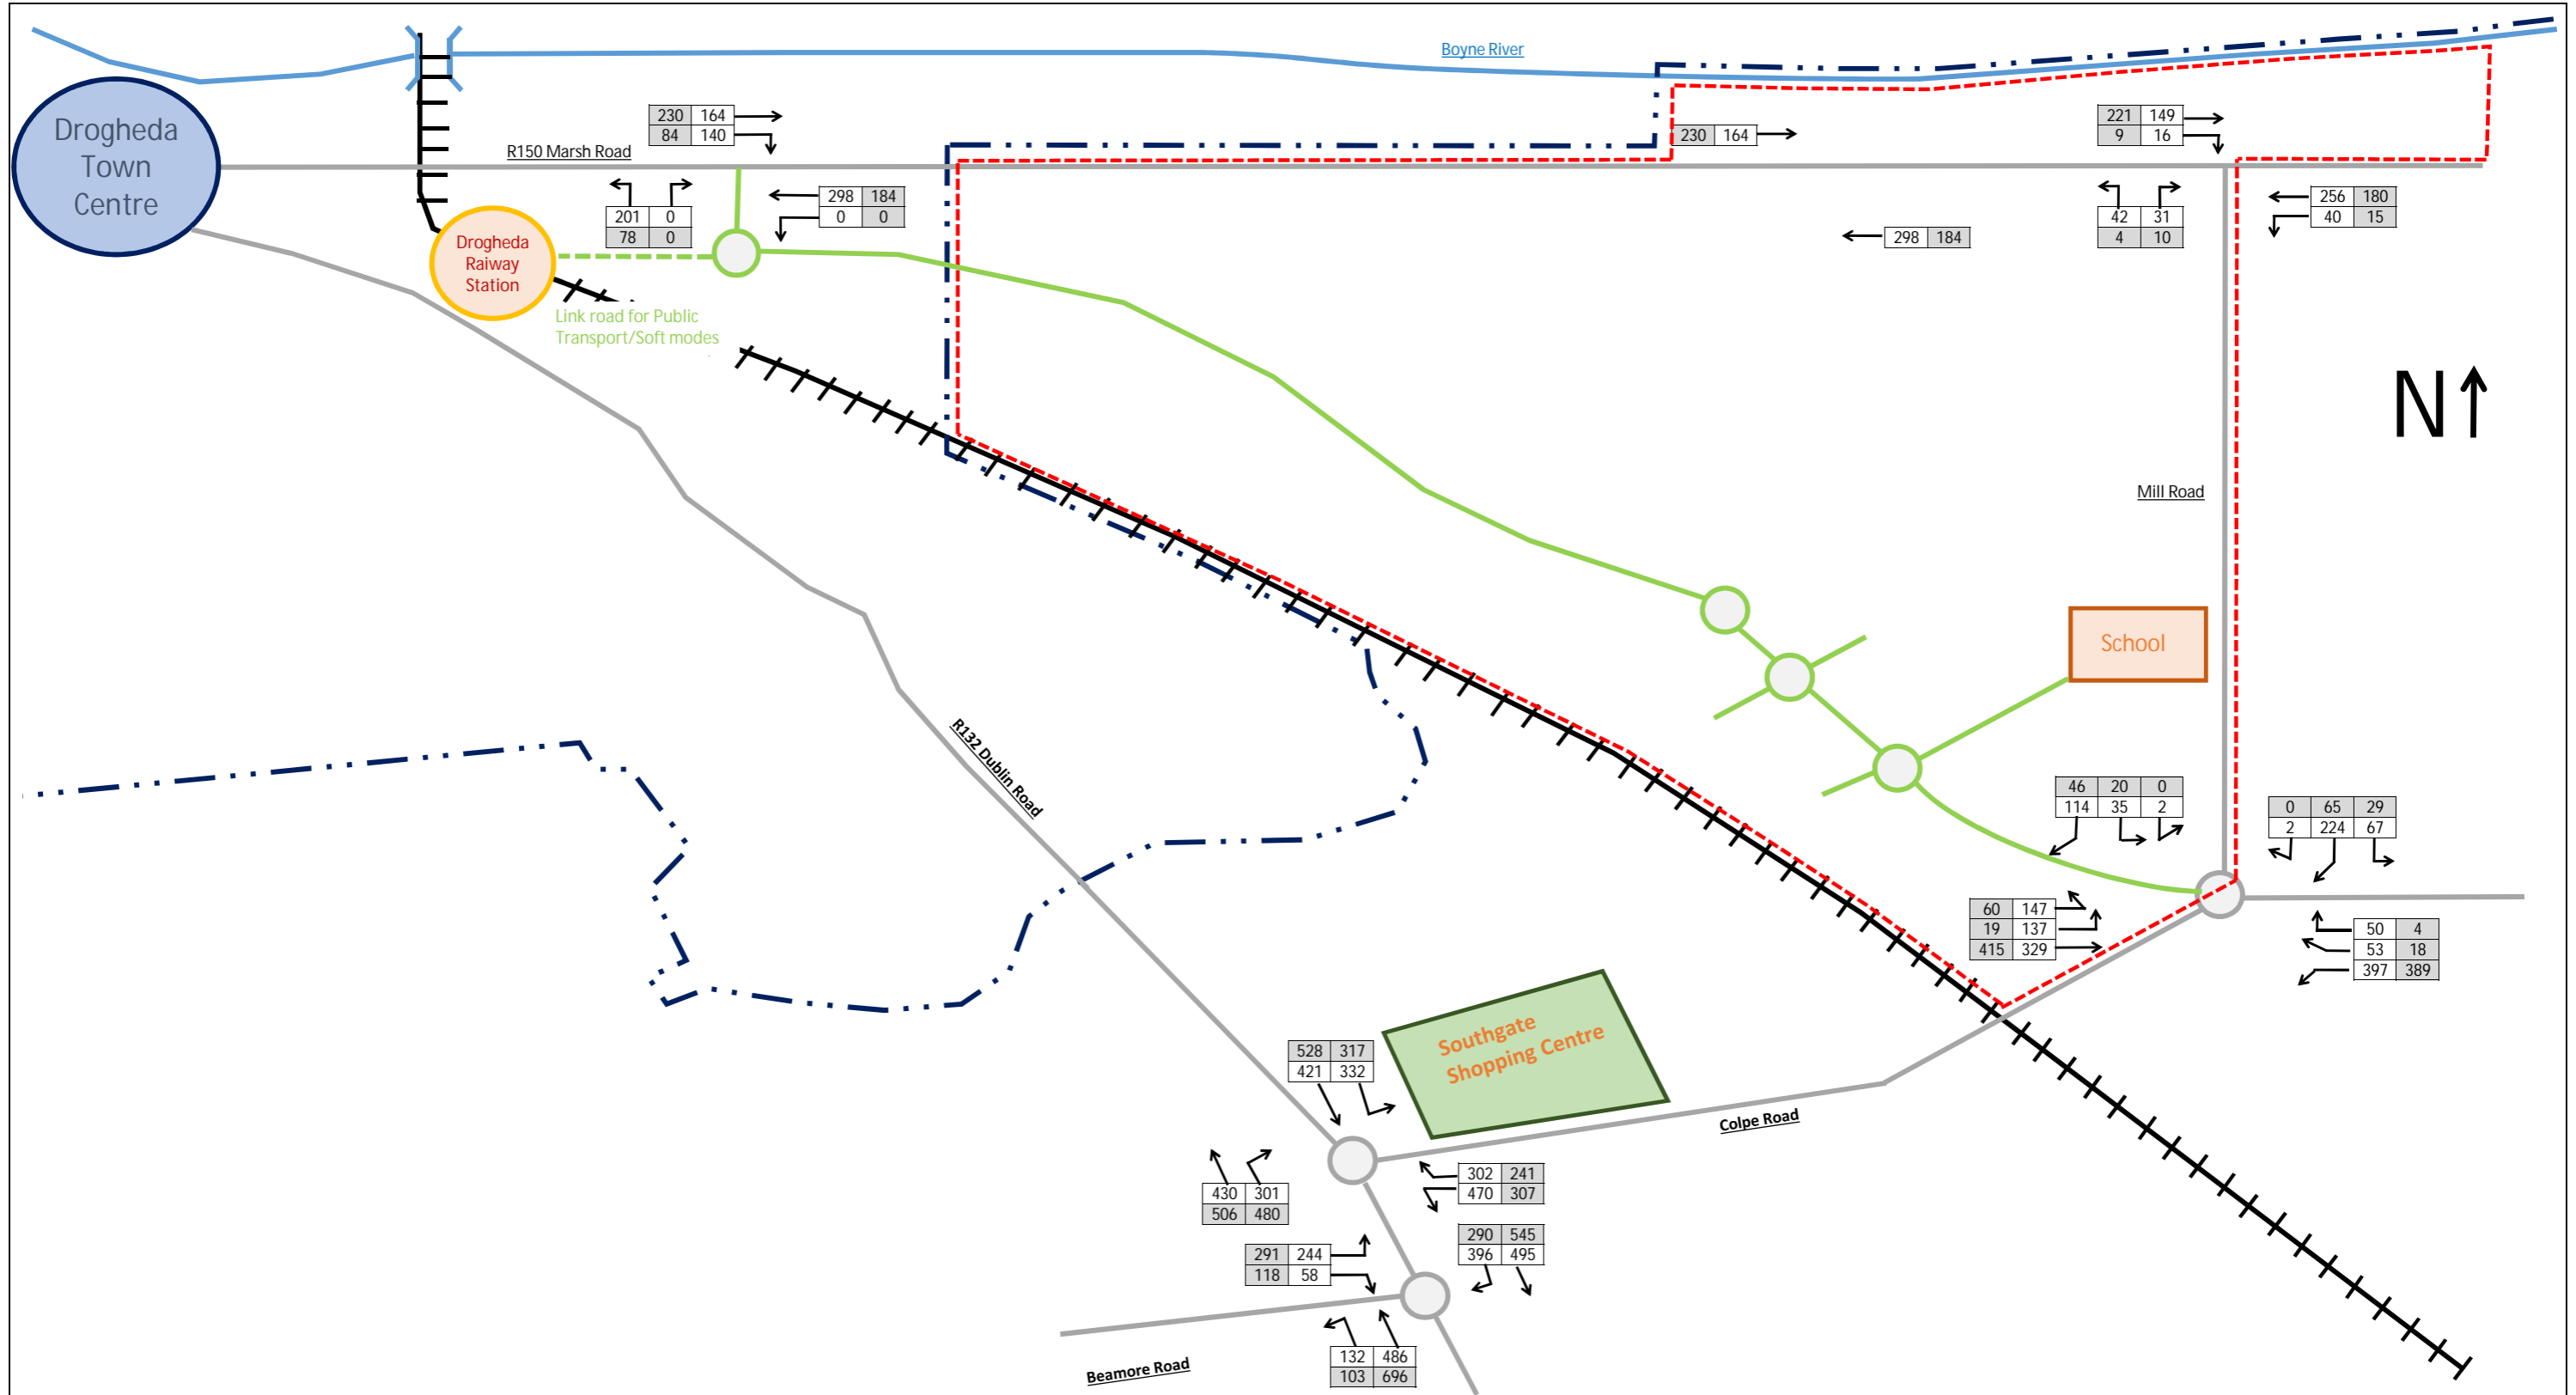 Boyne River
Drogheda
Town
Centre
230 164
84 140
R150 Marsh Road
230 164
221 149
9 16
201 0
78 0
298 184
0 0
298 184
42 31
4 10
256 180
40 15
Drogheda
Raiway
Station
Link road for Public
Transport/Soft modes
N
Mill Road
School
R132 Dublin Road
46 20 0
114 35 2
0 65 29
2 224 67
60 147
19 137
415 329
50 4
53 18
397 389
Southgate
Shopping Centre
528 317
421 332
Colpe Road
430 301
506 480
302 241
470 307
291 244
118 58
290 545
396 495
132 486
103 696
Beamore Road